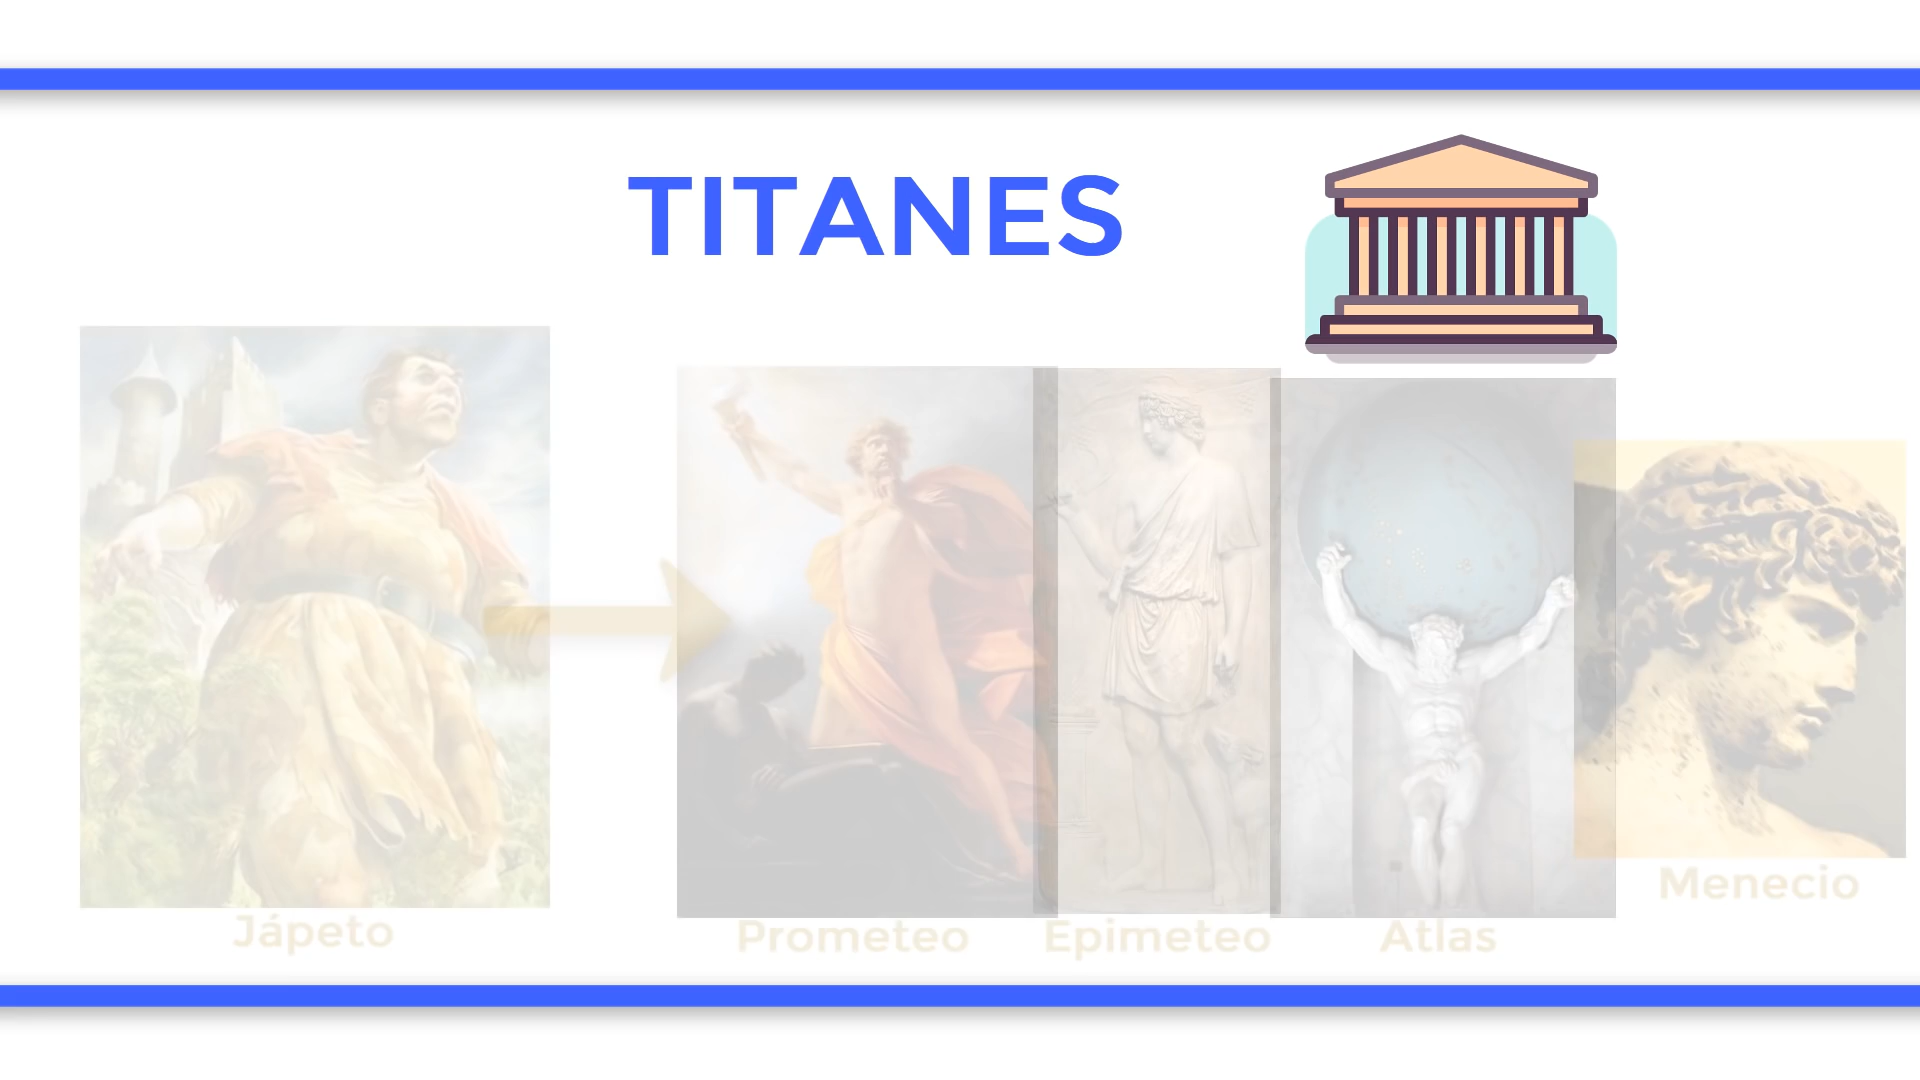 TITANES
Jápeto
Prometeo
Epimeteo
Atlas
Menecio